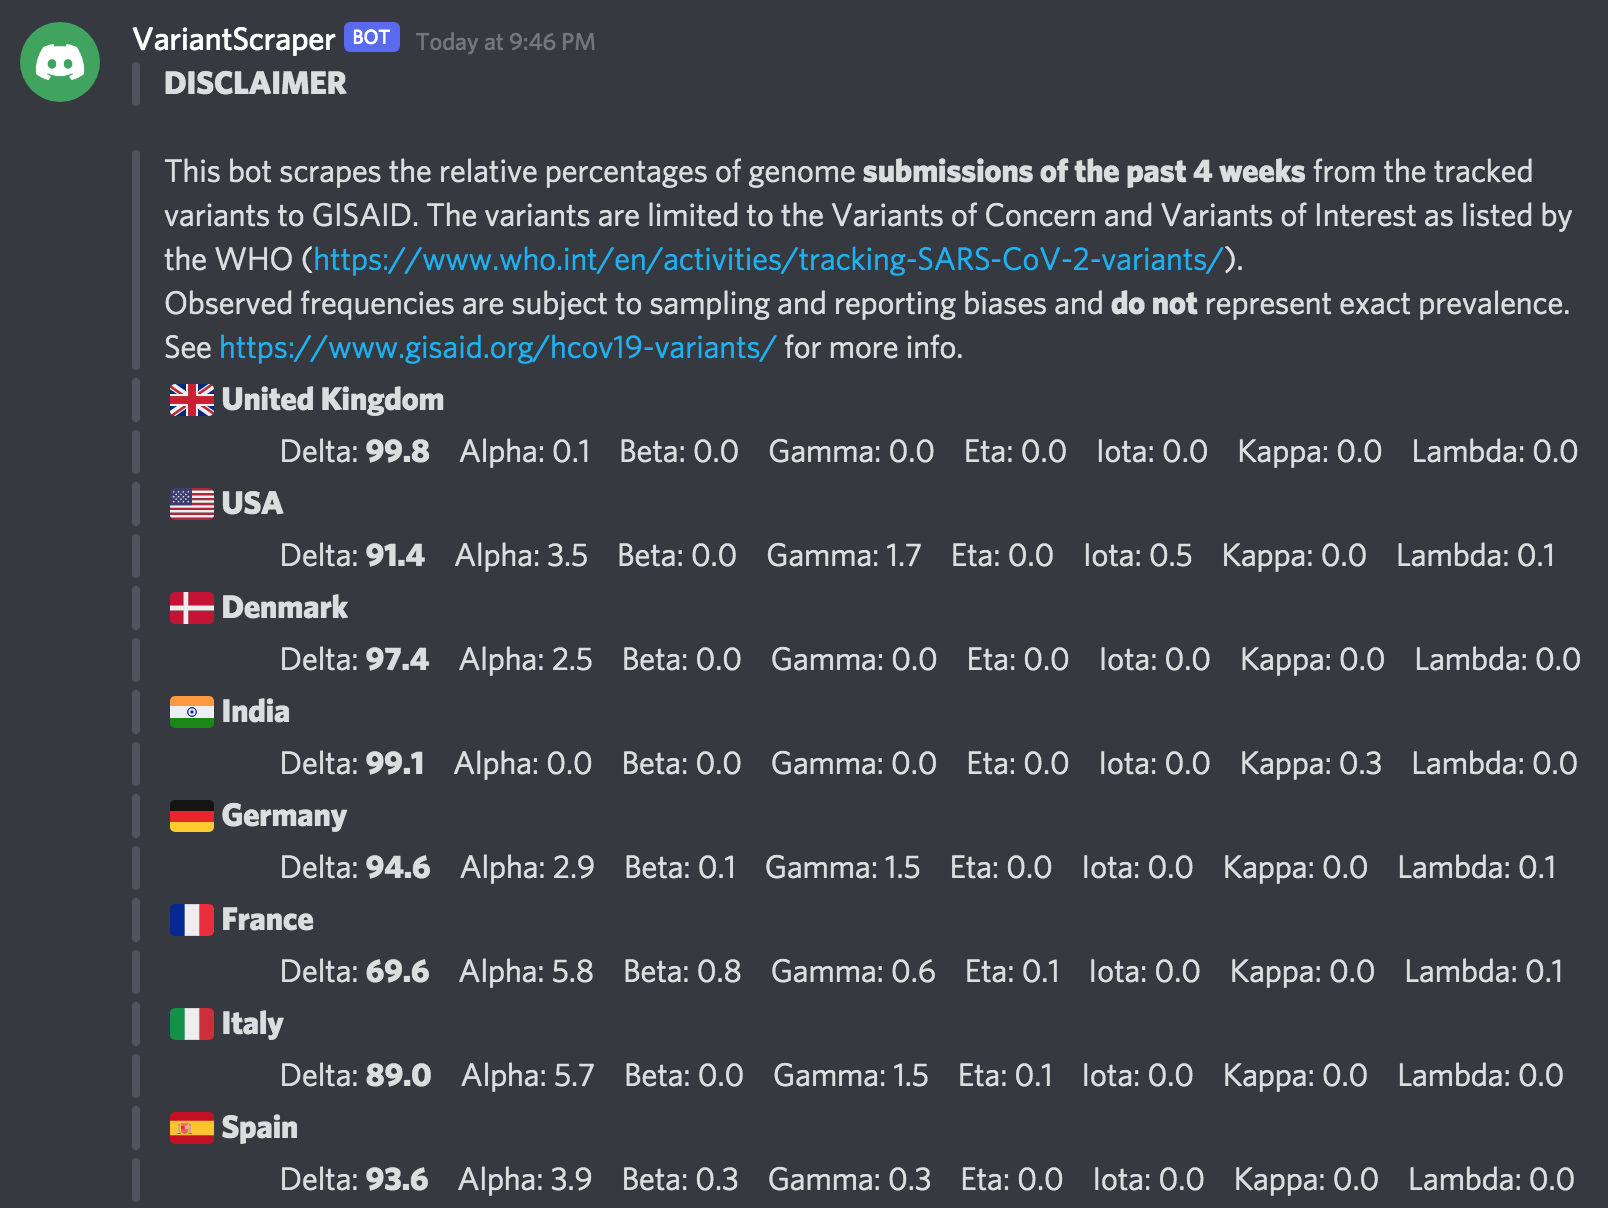 VariantScraper BOT Today at 9:46 PM
DISCLAIMER
This bot scrapes the relative percentages of genome submissions of the past 4 weeks from the tracked
variants to GISAID. The variants are limited to the Variants of Concern and Variants of Interest as listed by
the WHO (https://www.who.int/en/activities/tracking-SARS-CoV-2-variants/).
Observed frequencies are subject to sampling and reporting biases and do not represent exact prevalence.
See https://www.gisaid.org/hcov19-variants/ for more info.
United Kingdom
Delta: 99.8 Alpha: 0.1 Beta: 0.0 Gamma: 0.0 Eta: 0.0 Iota: 0.0 Kappa: 0.0 Lambda: 0.0
USA
Delta: 91.4 Alpha: 3.5 Beta: 0.0 Gamma: 1.7 Eta: 0.0 Iota: 0.5 Kappa: 0.0 Lambda: 0.1
Denmark
Delta: 97.4 Alpha: 2.5 Beta: 0.0 Gamma: 0.0 Eta: 0.0 Iota: 0.0 Kappa: 0.0 Lambda: 0.0
India
Delta: 99.1 Alpha: 0.0 Beta: 0.0 Gamma: 0.0 Eta: 0.0 Iota: 0.0 Kappa: 0.3 Lambda: 0.0
Germany
Delta: 94.6 Alpha: 2.9 Beta: 0.1 Gamma: 1.5 Eta: 0.0 Iota: 0.0 Kappa: 0.0 Lambda: 0.1
France
Delta: 69.6 Alpha: 5.8 Beta: 0.8 Gamma: 0.6 Eta: 0.1 Iota: 0.0 Kappa: 0.0 Lambda: 0.1
Italy
Delta: 89.0 Alpha: 5.7 Beta: 0.0 Gamma: 1.5 Eta: 0.1 Iota: 0.0 Kappa: 0.0 Lambda: 0.0
Spain
Delta: 93.6 Alpha: 3.9 Beta: 0.3 Gamma: 0.3 Eta: 0.0 Iota: 0.0 Kappa: 0.0 Lambda: 0.0